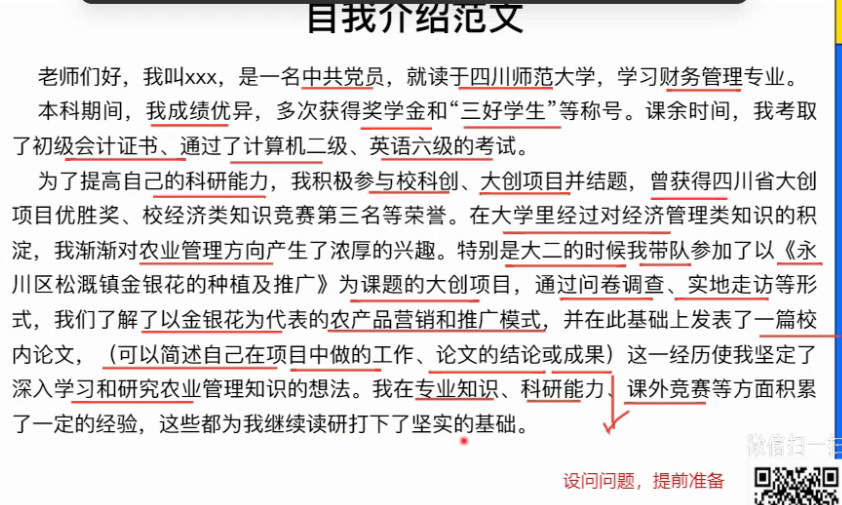 自我介绍范文
老师们好，我叫xxx，是一名中共党员，就读于四川师范大学，学习财务管理专业。
本科期间，我成绩优异，多次获得奖学金和“三好学生”等称号。课余时间，我考取
了初级会计证书、通过了计算机二级、英语六级的考试。
为了提高自己的科研能力，我积极参与校科创、大创项目并结题，曾获得四川省大创
项目优胜奖、校经济类知识竞赛第三名等荣誉。在大学里经过对经济管理类知识的积
淀，我渐渐对农业管理方向产生了浓厚的兴趣。特别是大二的时候我带队参加了以《永
川区松溉镇金银花的种植及推广》为课题的大创项目，通过问卷调查、实地走访等形
式，我们了解了以金银花为代表的农产品营销和推广模式，并在此基础上发表了一篇校
内论文，（可以简述自己在项目中做的工作、论文的结论或成果）这一经历使我坚定了
深入学习和研究农业管理知识的想法。我在专业知识、科研能力、课外竞赛等方面积累
了一定的经验，这些都为我继续读研打下了坚实的基础。
微信扫一扫
设问问题，提前准备